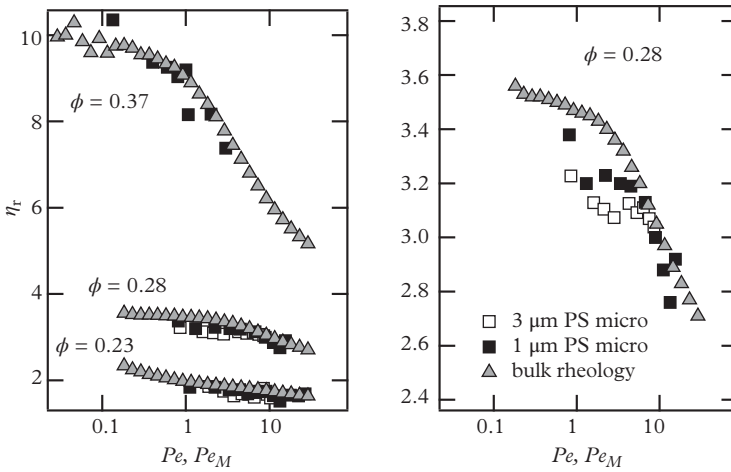 10
8
6
4
2
η_r
ϕ = 0.37
ϕ = 0.28
ϕ = 0.23
0.1
1
10
Pe, Pe_M
3.8
3.6
3.4
3.2
3.0
2.8
2.6
2.4
ϕ = 0.28
3 μm PS micro
1 μm PS micro
bulk rheology
0.1
1
10
Pe, Pe_M